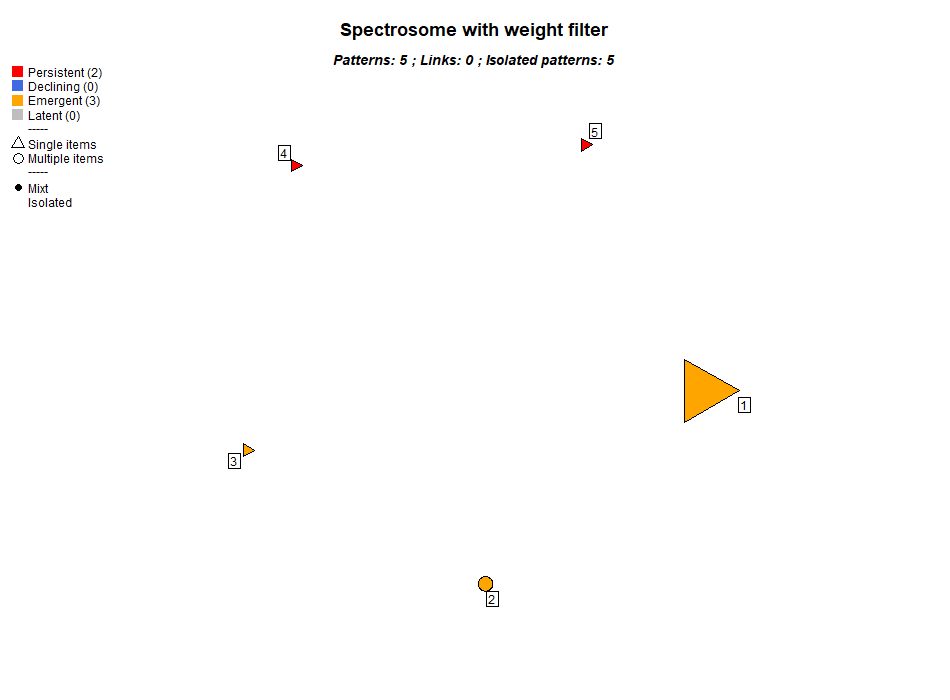 Spectrosome with weight filter
Patterns: 5 ; Links: 0 ; Isolated patterns: 5
Persistent (2)
Declining (0)
Emergent (3)
Latent (0)
-----
Single items
Multiple items
-----
Mixt
Isolated
5
4
1
3
2